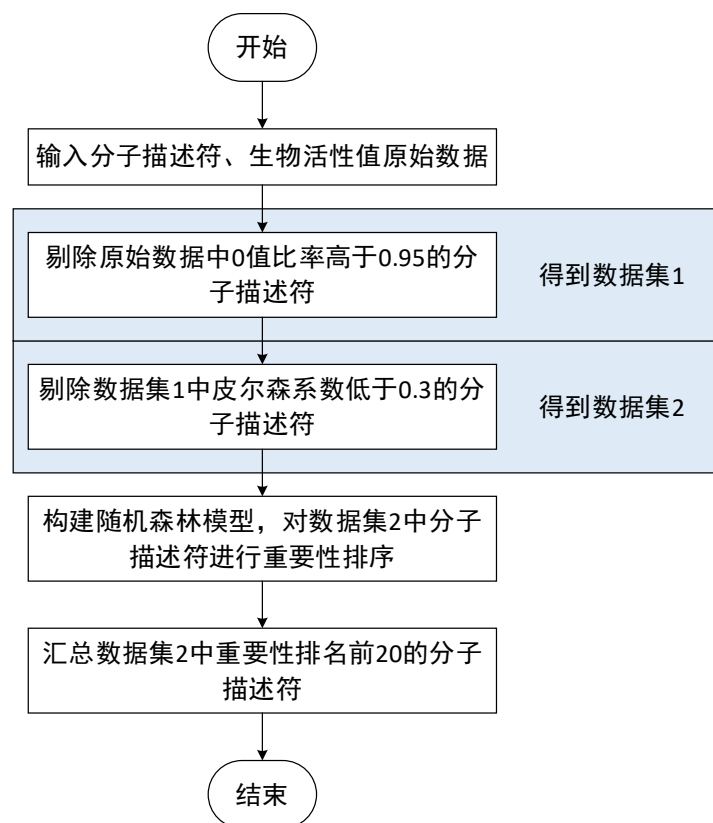 开始
输入分子描述符、生物活性值原始数据
剔除原始数据中0值比率高于0.95的分
子描述符
得到数据集1
剔除数据集1中皮尔森系数低于0.3的分
子描述符
得到数据集2
构建随机森林模型，对数据集2中分子
描述符进行重要性排序
汇总数据集2中重要性排名前20的分子
描述符
结束